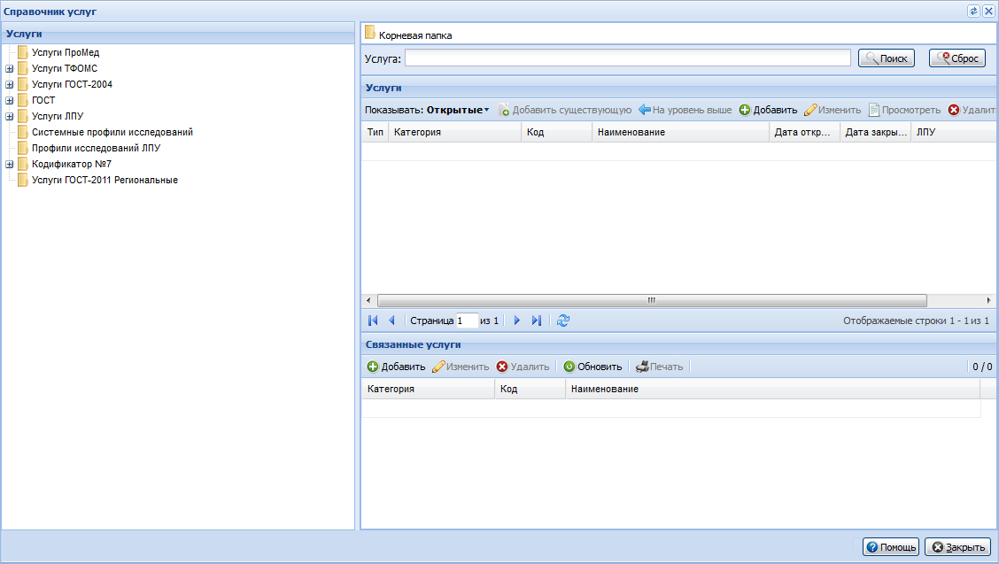 Справочник услуг
Услуги
Услуги ПроМед
Услуги ТФОМС
Услуги ГОСТ-2004
ГОСТ
Услуги ЛПУ
Системные профили исследований
Профили исследований ЛПУ
Кодификатор №7
Услуги ГОСТ-2011 Региональные
Корневая папка
Услуга: Поиск Сброс
Услуги
Показывать: Открытые Добавить существующую На уровень выше Добавить Изменить Просмотреть Удалит
Тип Категория Код Наименование Дата откр... Дата закры... ЛПУ
Страница 1 из 1 Отображаемые строки 1 - 1 из 1
Связанные услуги
Добавить Изменить Удалить Обновить Печать 0 / 0
Категория Код Наименование
Помощь Закрыть